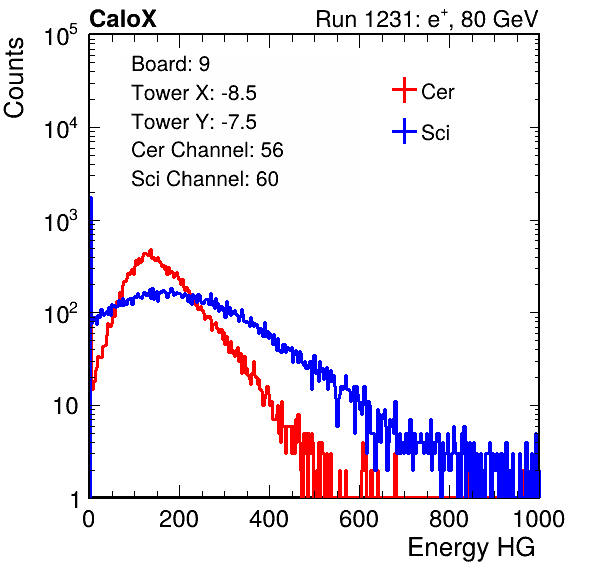 CaloX Run 1231: e⁺, 80 GeV
Counts
Board: 9
Tower X: -8.5
Tower Y: -7.5
Cer Channel: 56
Sci Channel: 60
Cer
Sci
10⁵
10⁴
10³
10²
10
1
0 200 400 600 800 1000
Energy HG